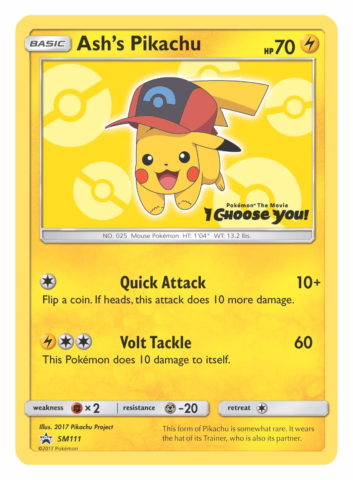 BASIC Ash's Pikachu HP 70
Pokémon The Movie
I CHOOSE YOU!
NO. 025 Mouse Pokémon HT: 1'04" WT: 13.2 lbs.
Quick Attack 10+
Flip a coin. If heads, this attack does 10 more damage.
Volt Tackle 60
This Pokémon does 10 damage to itself.
weakness × 2 resistance -20 retreat
Illus. 2017 Pikachu Project
SM111
©2017 Pokémon
This form of Pikachu is somewhat rare. It wears
the hat of its Trainer, who is also its partner.